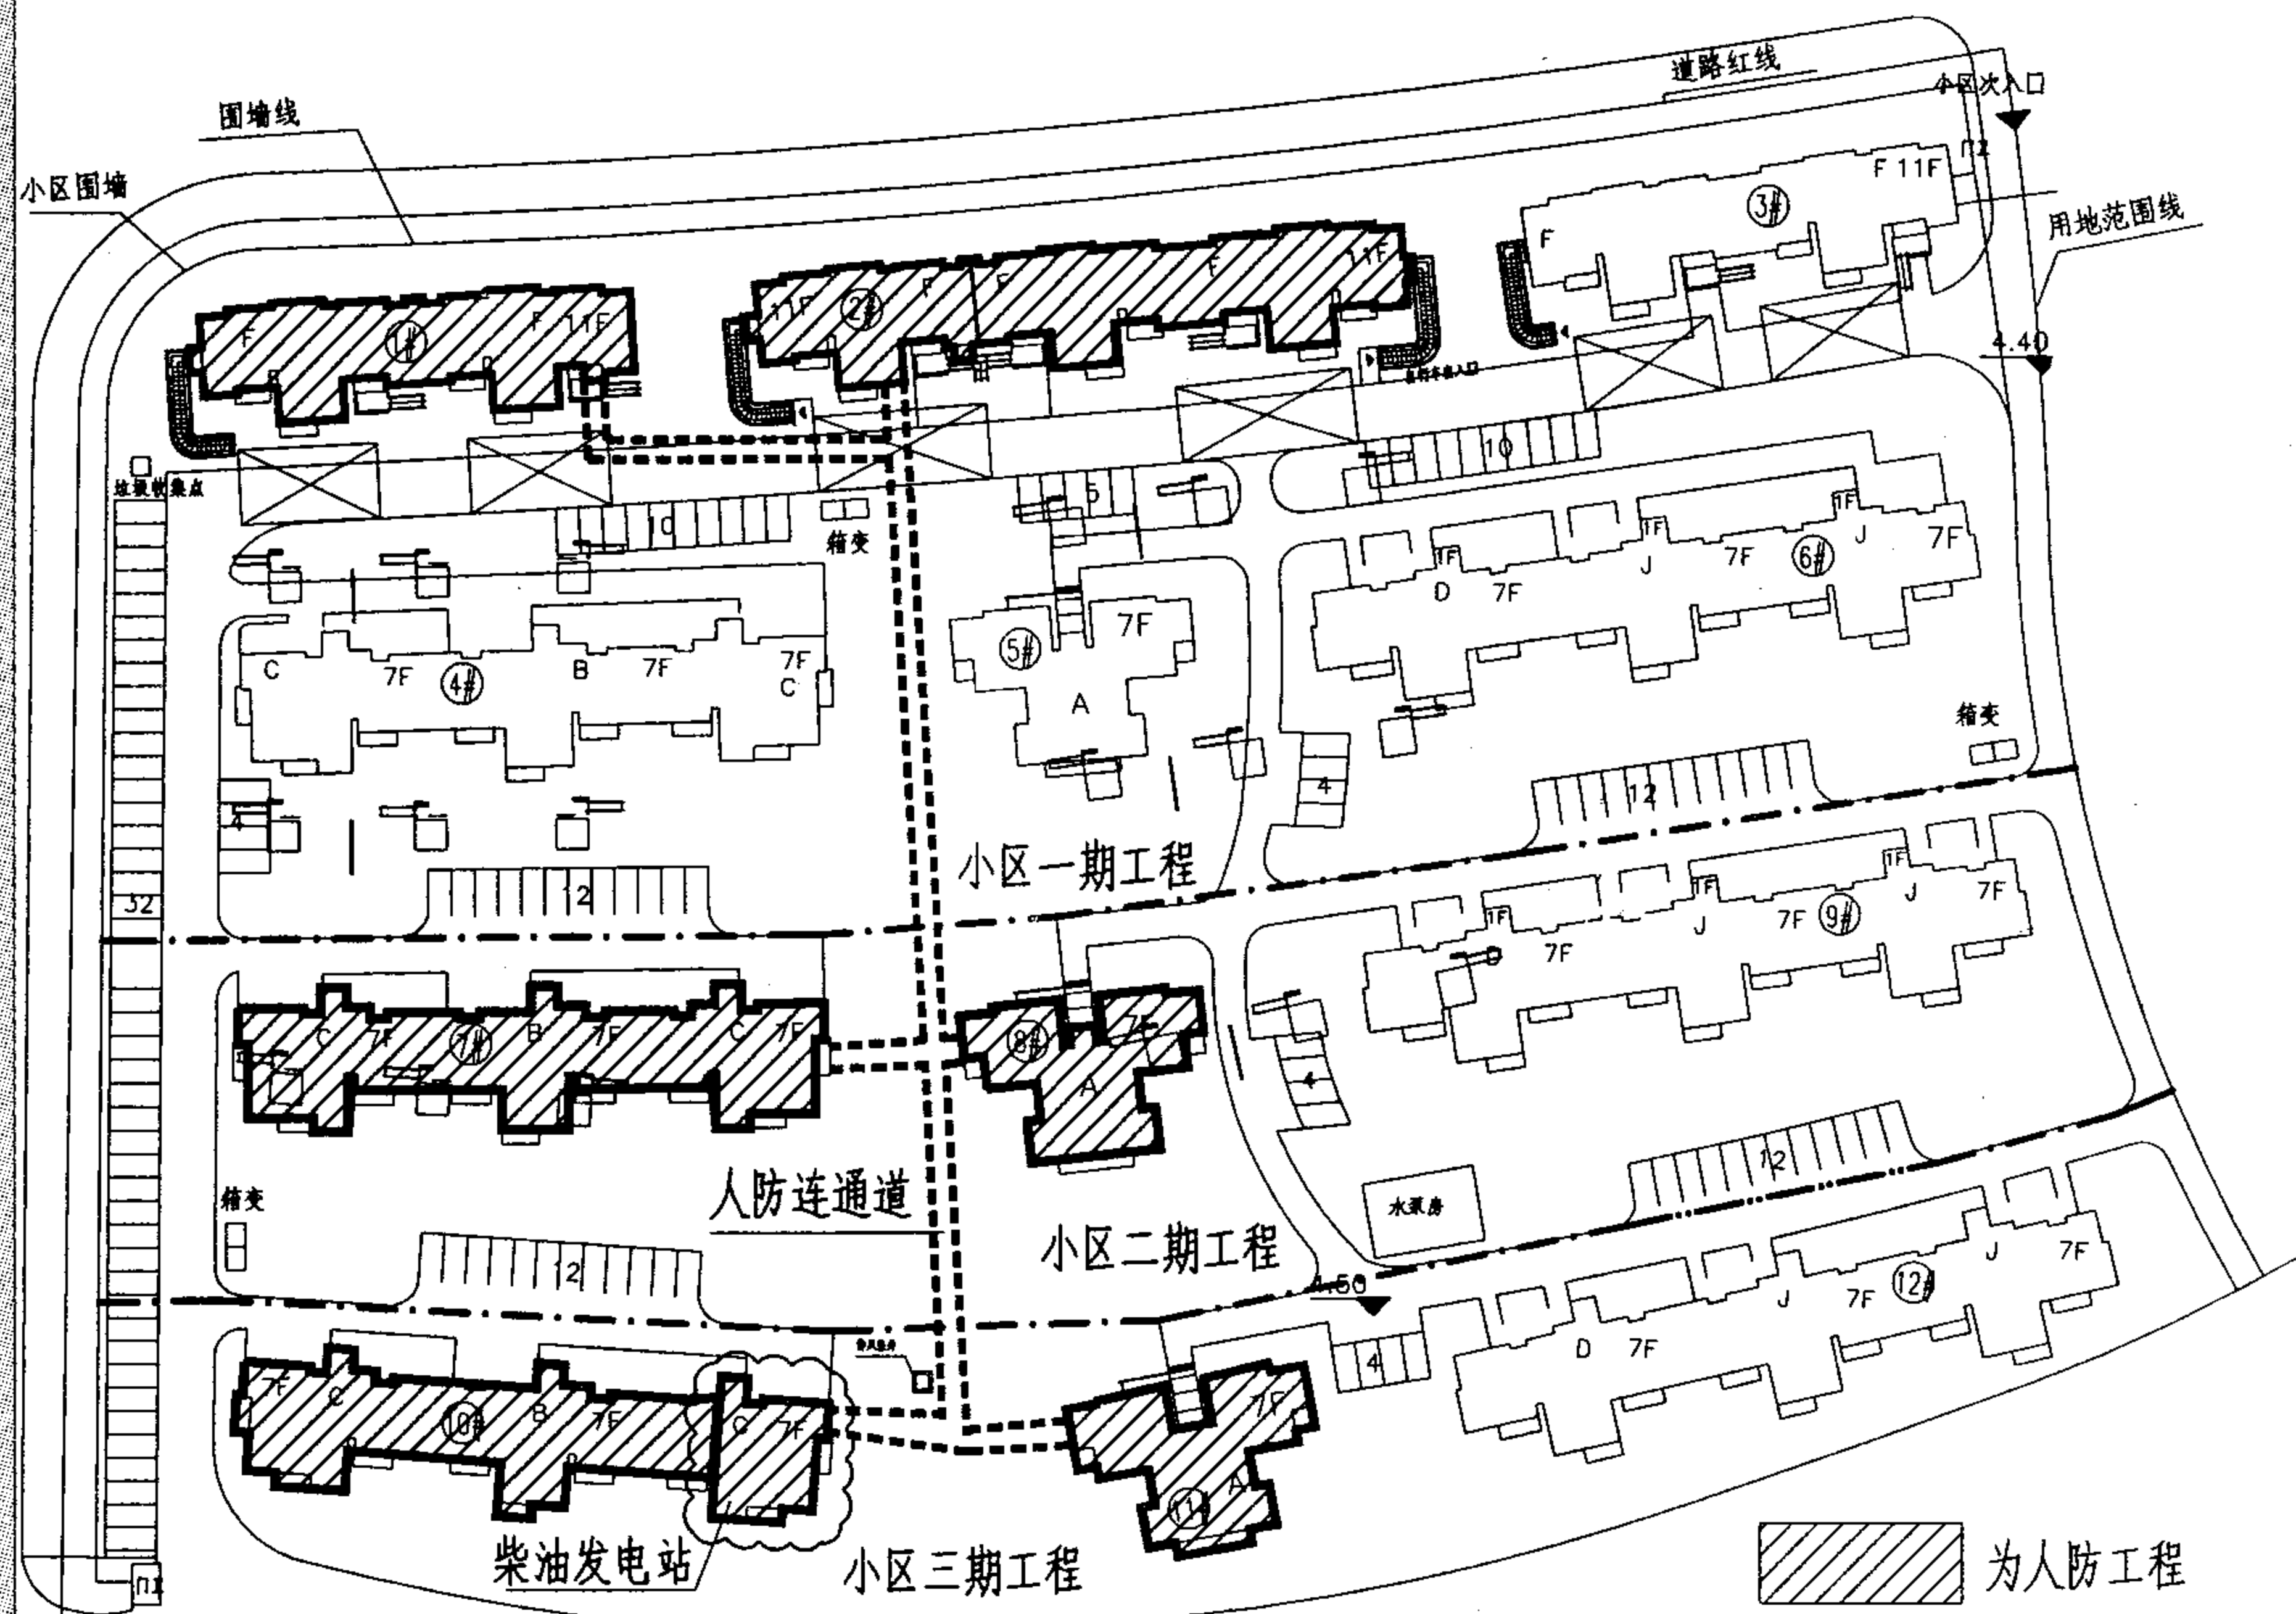 道路红线
小区次入口
围墙线
小区围墙
F 11F
3#
F
用地范围线
11F
F
F
F
11F
2#
F
F
11F
1#
4.40
垃圾收集点
10
5
10
箱变
1F
J
7F
1F
J
7F
6#
1F
D
7F
5#
7F
A
C
7F
4#
B
7F
7F
C
箱变
4
4
12
12
小区一期工程
32
1F
J
7F
9#
1F
J
7F
1F
D
7F
C
7F
7#
B
7F
C
7F
8#
7F
A
4
箱变
人防连通道
水泵房
12
小区二期工程
12
4.50
J
7F
12#
J
7F
D
7F
4
7F
C
10#
B
7F
C
7F
7F
A
11#
柴油发电站
小区三期工程
为人防工程